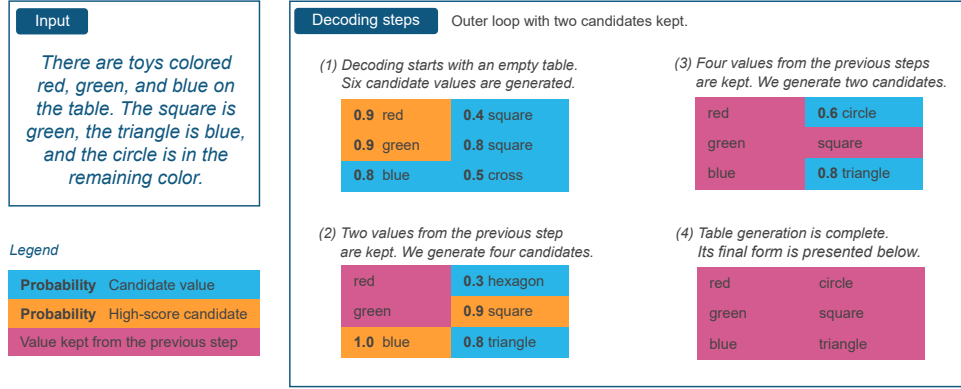 Input
There are toys colored
red, green, and blue on
the table. The square is
green, the triangle is blue,
and the circle is in the
remaining color.
Legend
Probability Candidate value
Probability High-score candidate
Value kept from the previous step
Decoding steps Outer loop with two candidates kept.
(1) Decoding starts with an empty table.
Six candidate values are generated.
0.9 red 0.4 square
0.9 green 0.8 square
0.8 blue 0.5 cross
(2) Two values from the previous step
are kept. We generate four candidates.
red 0.3 hexagon
green 0.9 square
1.0 blue 0.8 triangle
(3) Four values from the previous steps
are kept. We generate two candidates.
red 0.6 circle
green square
blue 0.8 triangle
(4) Table generation is complete.
Its final form is presented below.
red circle
green square
blue triangle